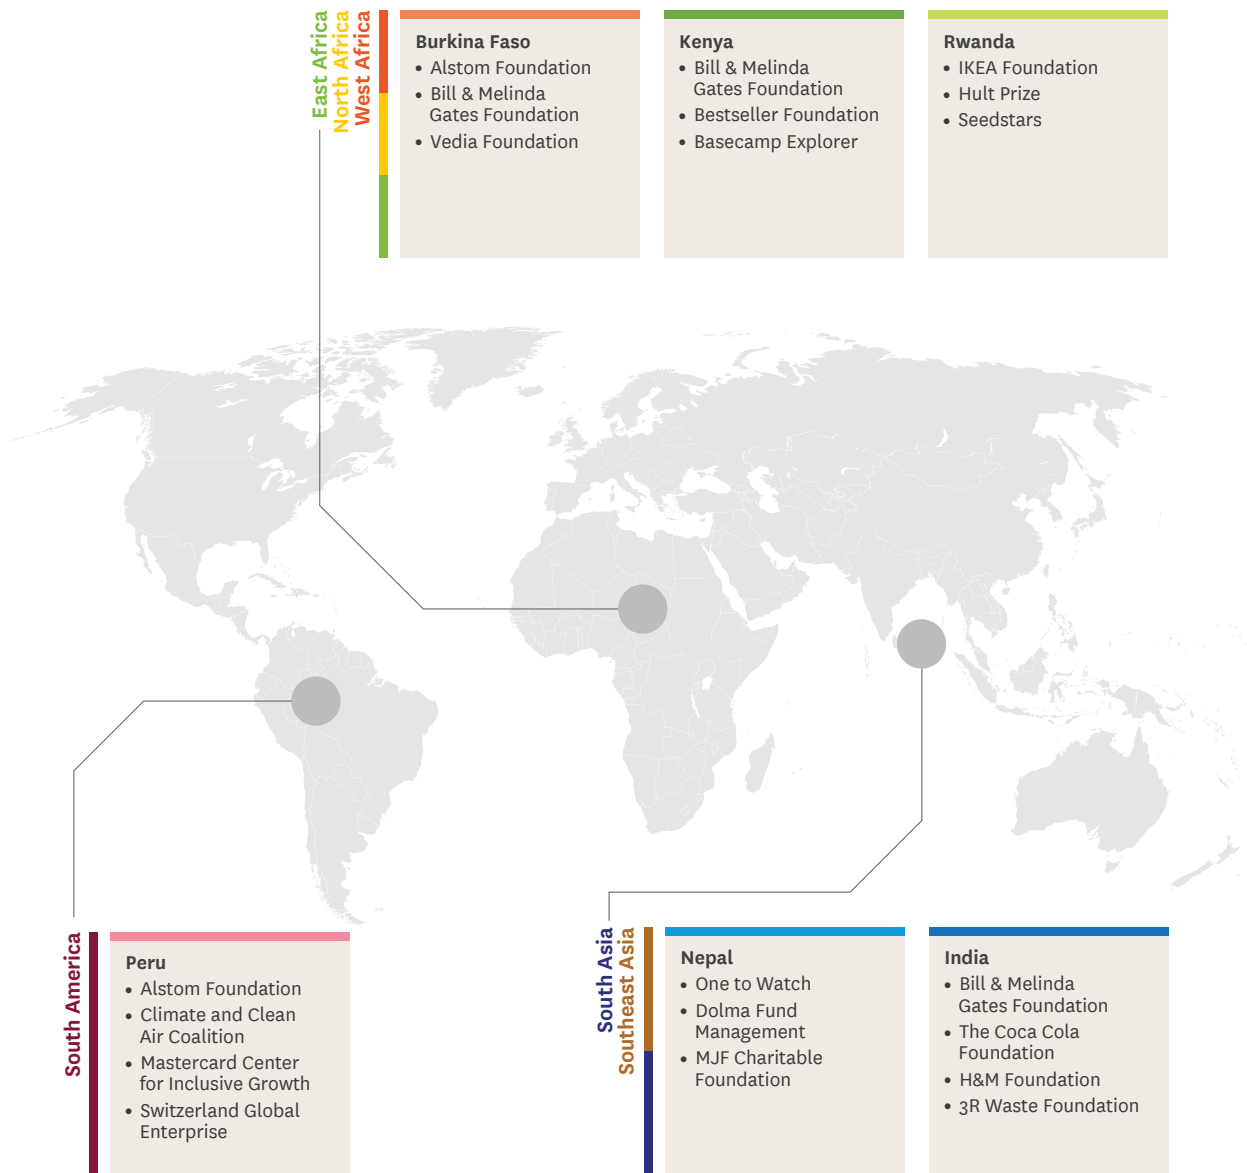 East Africa
North Africa
West Africa
Burkina Faso
• Alstom Foundation
• Bill & Melinda
Gates Foundation
• Vedia Foundation
Kenya
• Bill & Melinda
Gates Foundation
• Bestseller Foundation
• Basecamp Explorer
Rwanda
• IKEA Foundation
• Hult Prize
• Seedstars
South America
Peru
• Alstom Foundation
• Climate and Clean
Air Coalition
• Mastercard Center
for Inclusive Growth
• Switzerland Global
Enterprise
South Asia
Southeast Asia
Nepal
• One to Watch
• Dolma Fund
Management
• MJF Charitable
Foundation
India
• Bill & Melinda
Gates Foundation
• The Coca Cola
Foundation
• H&M Foundation
• 3R Waste Foundation